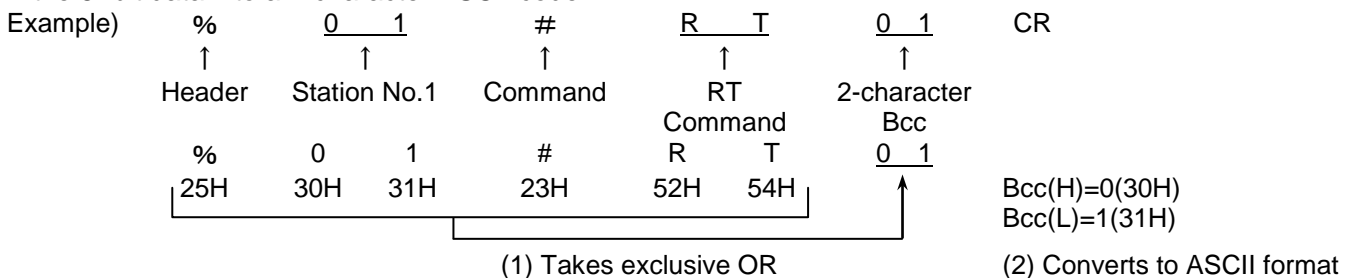 Example) % 0 1 # R T 0 1 CR
↑ ↑ ↑ ↑ ↑
Header Station No.1 Command RT 2-character
Command Bcc
% 0 1 # R T 0 1
25H 30H 31H 23H 52H 54H Bcc(H)=0(30H)
Bcc(L)=1(31H)
(1) Takes exclusive OR (2) Converts to ASCII format